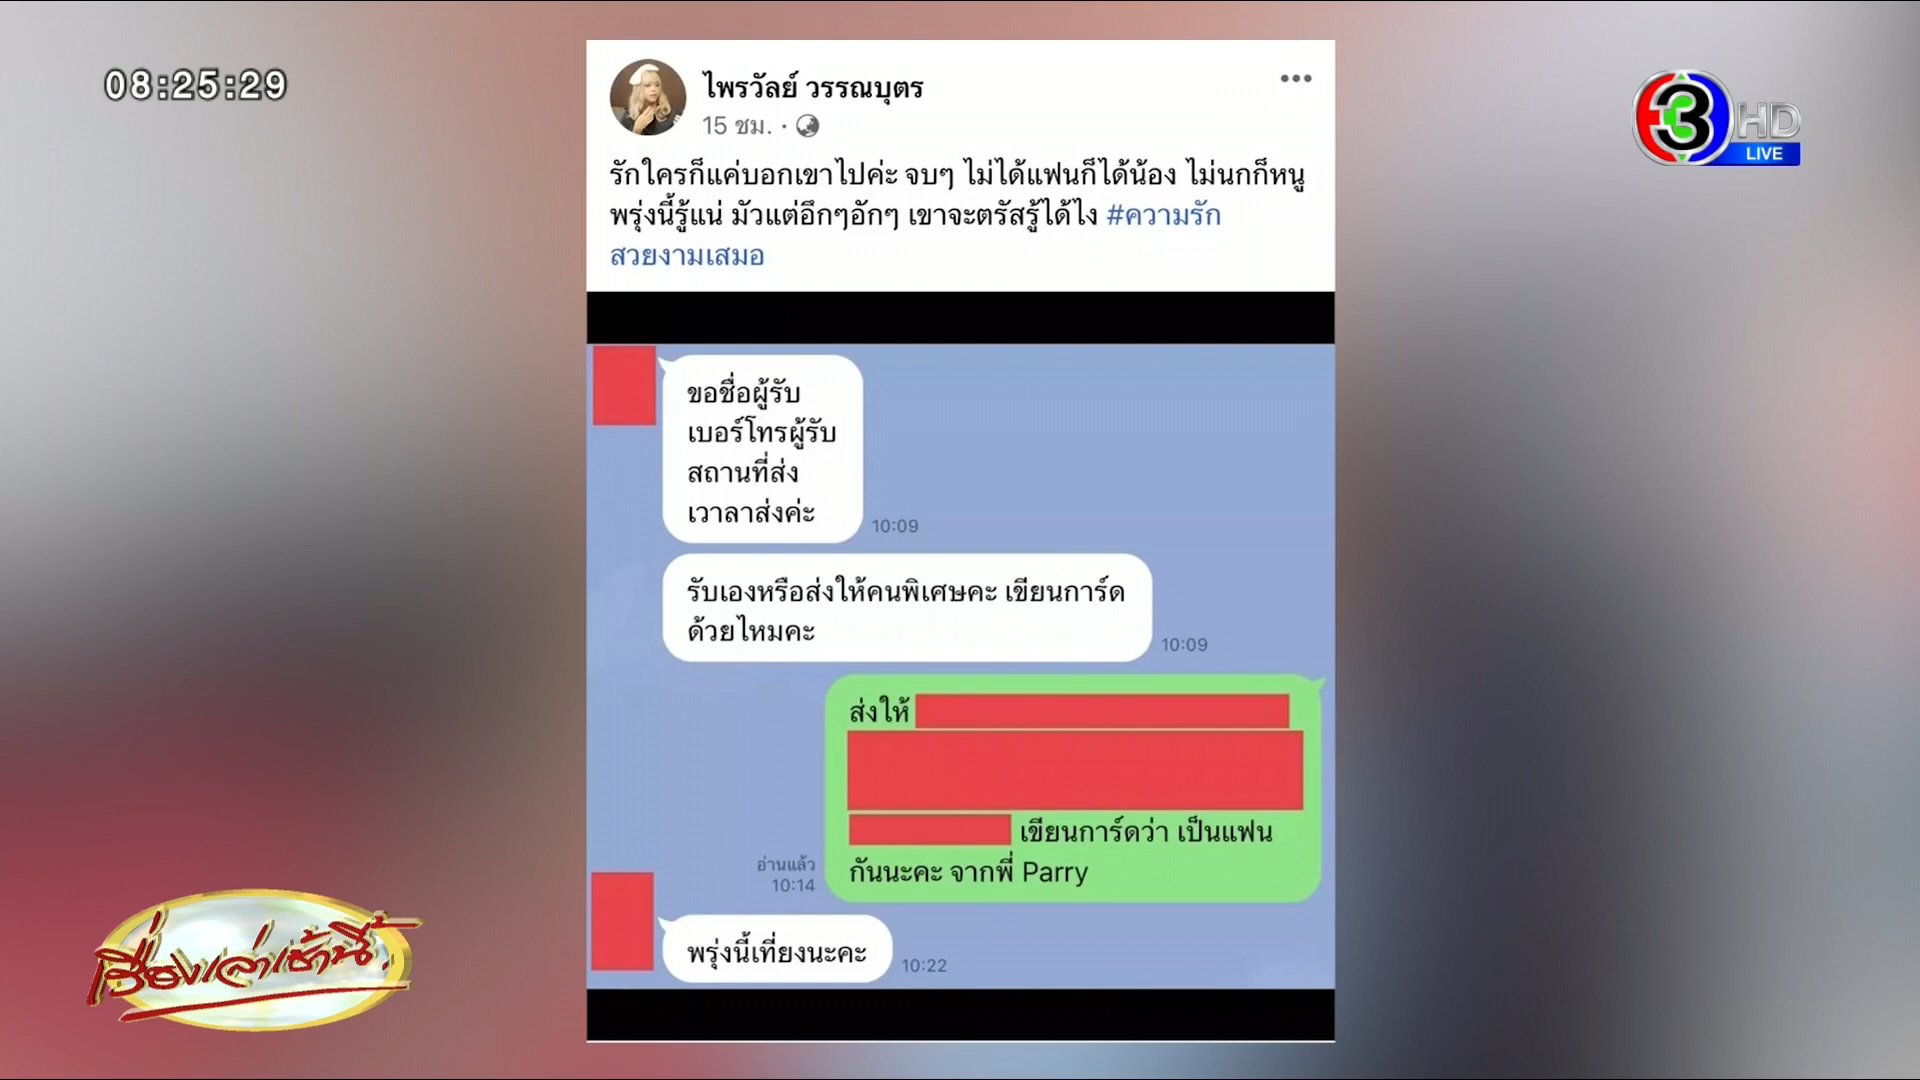 08:25:29
3HD
LIVE
ไพรวัลย์ วรรณบุตร
15 ชม. ·
รักใครก็แค่บอกเขาไปค่ะ จบๆ ไม่ได้แฟนก็ได้น้อง ไม่นกก็หนู
พรุ่งนี้รู้แน่ มัวแต่อึกๆอักๆ เขาจะตรัสรู้ได้ไง #ความรัก
สวยงามเสมอ
ขอชื่อผู้รับ
เบอร์โทรผู้รับ
สถานที่ส่ง
เวาลาส่งค่ะ
10:09
รับเองหรือส่งให้คนพิเศษคะ เขียนการ์ด
ด้วยไหมคะ
10:09
ส่งให้
เขียนการ์ดว่า เป็นแฟน
กันนะคะ จากพี่ Parry
อ่านแล้ว
10:14
พรุ่งนี้เที่ยงนะคะ
10:22
เรื่องเล่าเช้านี้